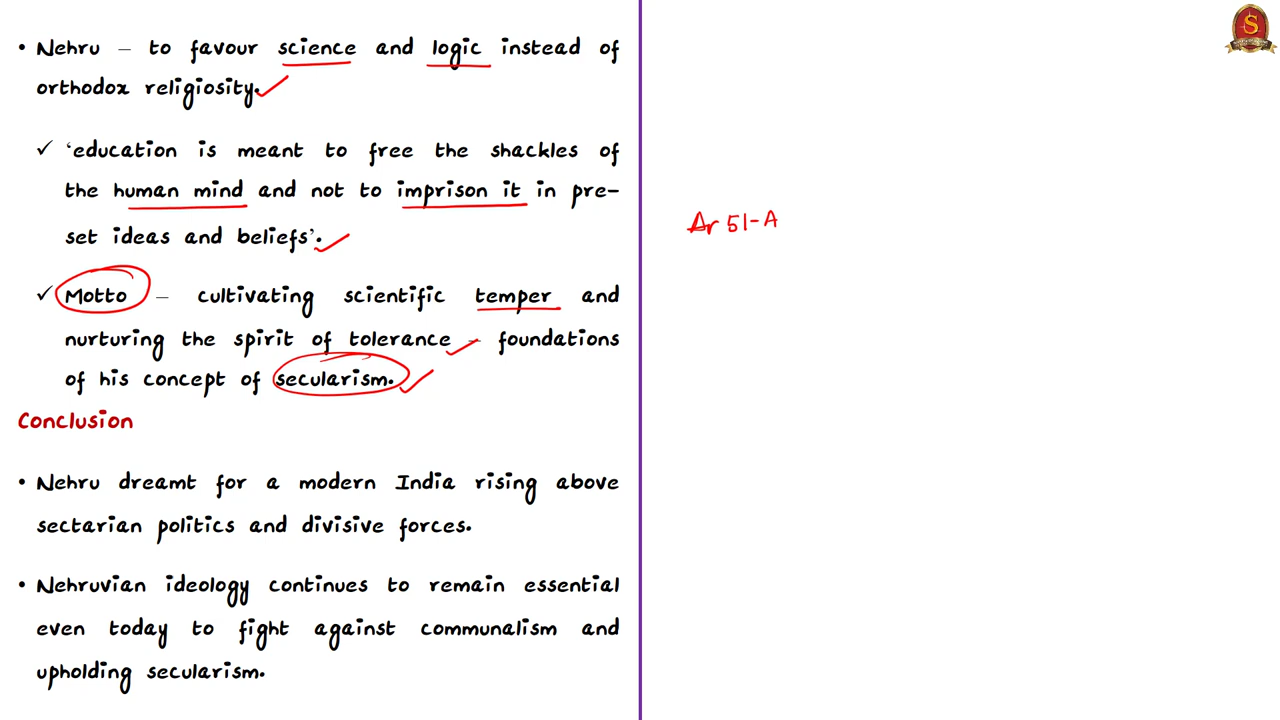 • Nehru – to favour science and logic instead of
orthodox religiosity.
✓ ‘education is meant to free the shackles of
the human mind and not to imprison it in pre-
set ideas and beliefs’.
✓ Motto – cultivating scientific temper and
nurturing the spirit of tolerance – foundations
of his concept of secularism.
Conclusion
• Nehru dreamt for a modern India rising above
sectarian politics and divisive forces.
• Nehruvian ideology continues to remain essential
even today to fight against communalism and
upholding secularism.
Ar 51-A
S